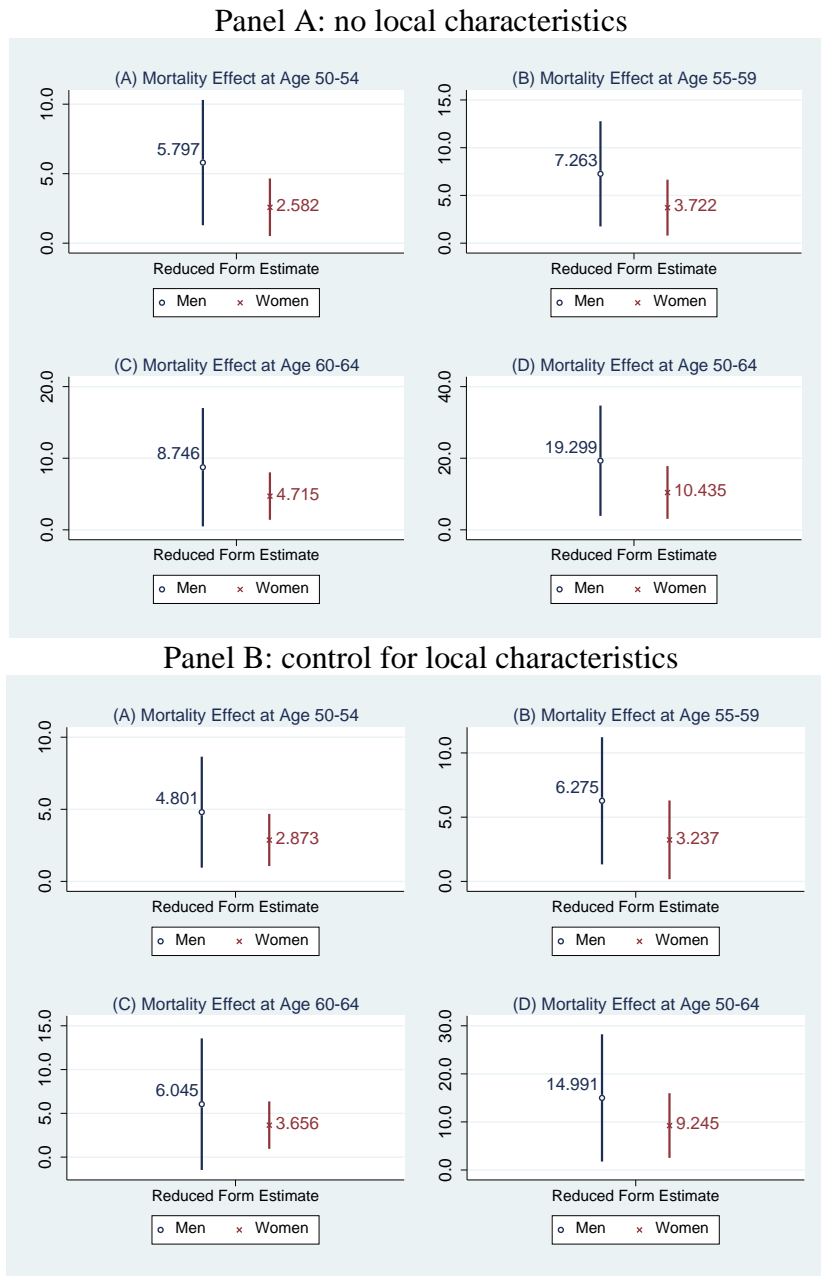 Panel A: no local characteristics
(A) Mortality Effect at Age 50-54
10.0
5.0
0.0
5.797
2.582
Reduced Form Estimate
Men Women
(B) Mortality Effect at Age 55-59
15.0
10.0
5.0
0.0
7.263
3.722
Reduced Form Estimate
Men Women
(C) Mortality Effect at Age 60-64
20.0
10.0
0.0
8.746
4.715
Reduced Form Estimate
Men Women
(D) Mortality Effect at Age 50-64
40.0
20.0
0.0
19.299
10.435
Reduced Form Estimate
Men Women
Panel B: control for local characteristics
(A) Mortality Effect at Age 50-54
10.0
5.0
0.0
4.801
2.873
Reduced Form Estimate
Men Women
(B) Mortality Effect at Age 55-59
10.0
5.0
0.0
6.275
3.237
Reduced Form Estimate
Men Women
(C) Mortality Effect at Age 60-64
15.0
10.0
5.0
0.0
6.045
3.656
Reduced Form Estimate
Men Women
(D) Mortality Effect at Age 50-64
30.0
20.0
10.0
0.0
14.991
9.245
Reduced Form Estimate
Men Women